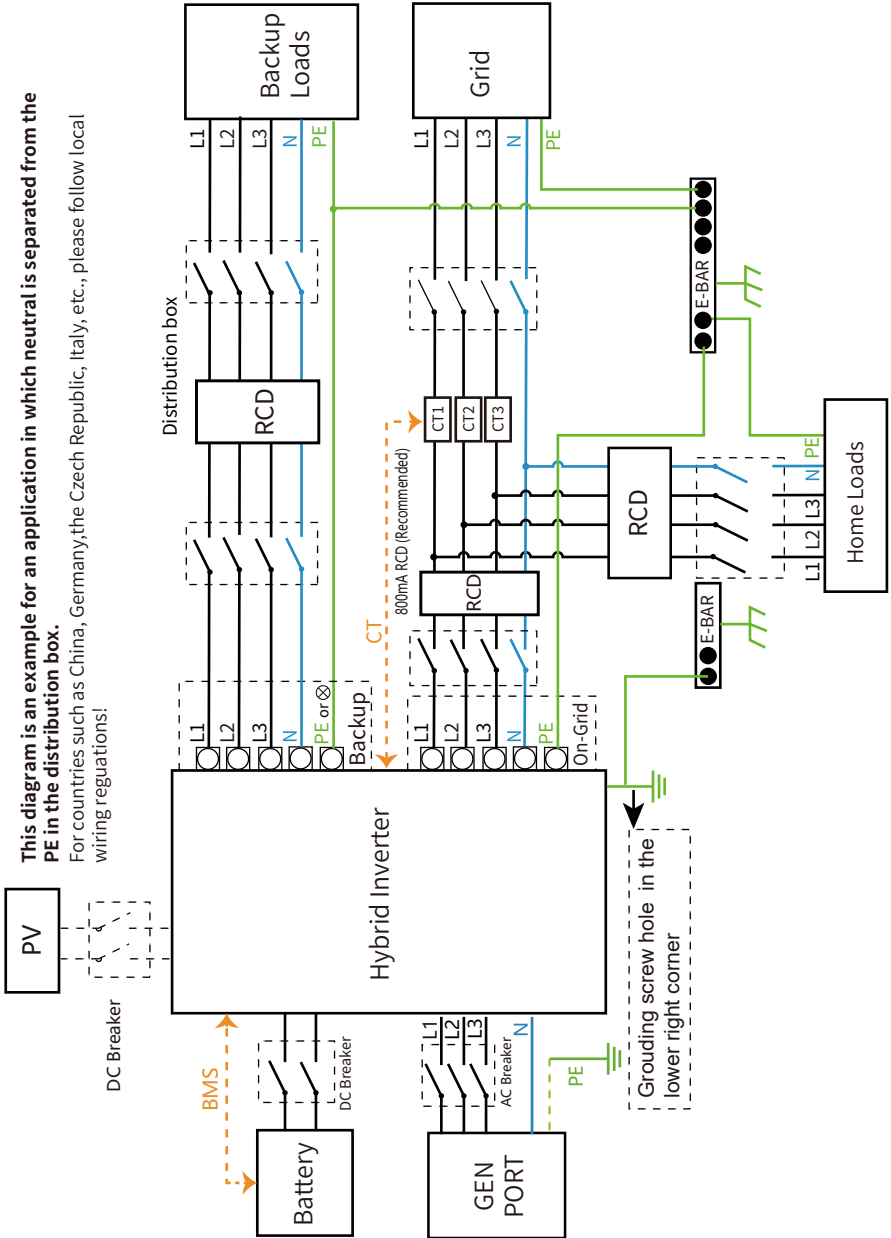 This diagram is an example for an application in which neutral is separated from the
PE in the distribution box.
For countries such as China, Germany,the Czech Republic, Italy, etc., please follow local
wiring reguations!
PV
DC Breaker
BMS
Battery
DC Breaker
GEN
PORT
AC Breaker
L1
L2
L3
N
PE
Hybrid Inverter
Grouding screw hole in the
lower right corner
L1
L2
L3
N
PE or ⊗
Backup
CT
L1
L2
L3
N
PE
On-Grid
Distribution box
RCD
L1
L2
L3
N
PE
Backup
Loads
800mA RCD (Recommended)
RCD
CT1
CT2
CT3
L1
L2
L3
N
PE
Grid
RCD
L1
L2
L3
N
PE
Home Loads
E-BAR
E-BAR